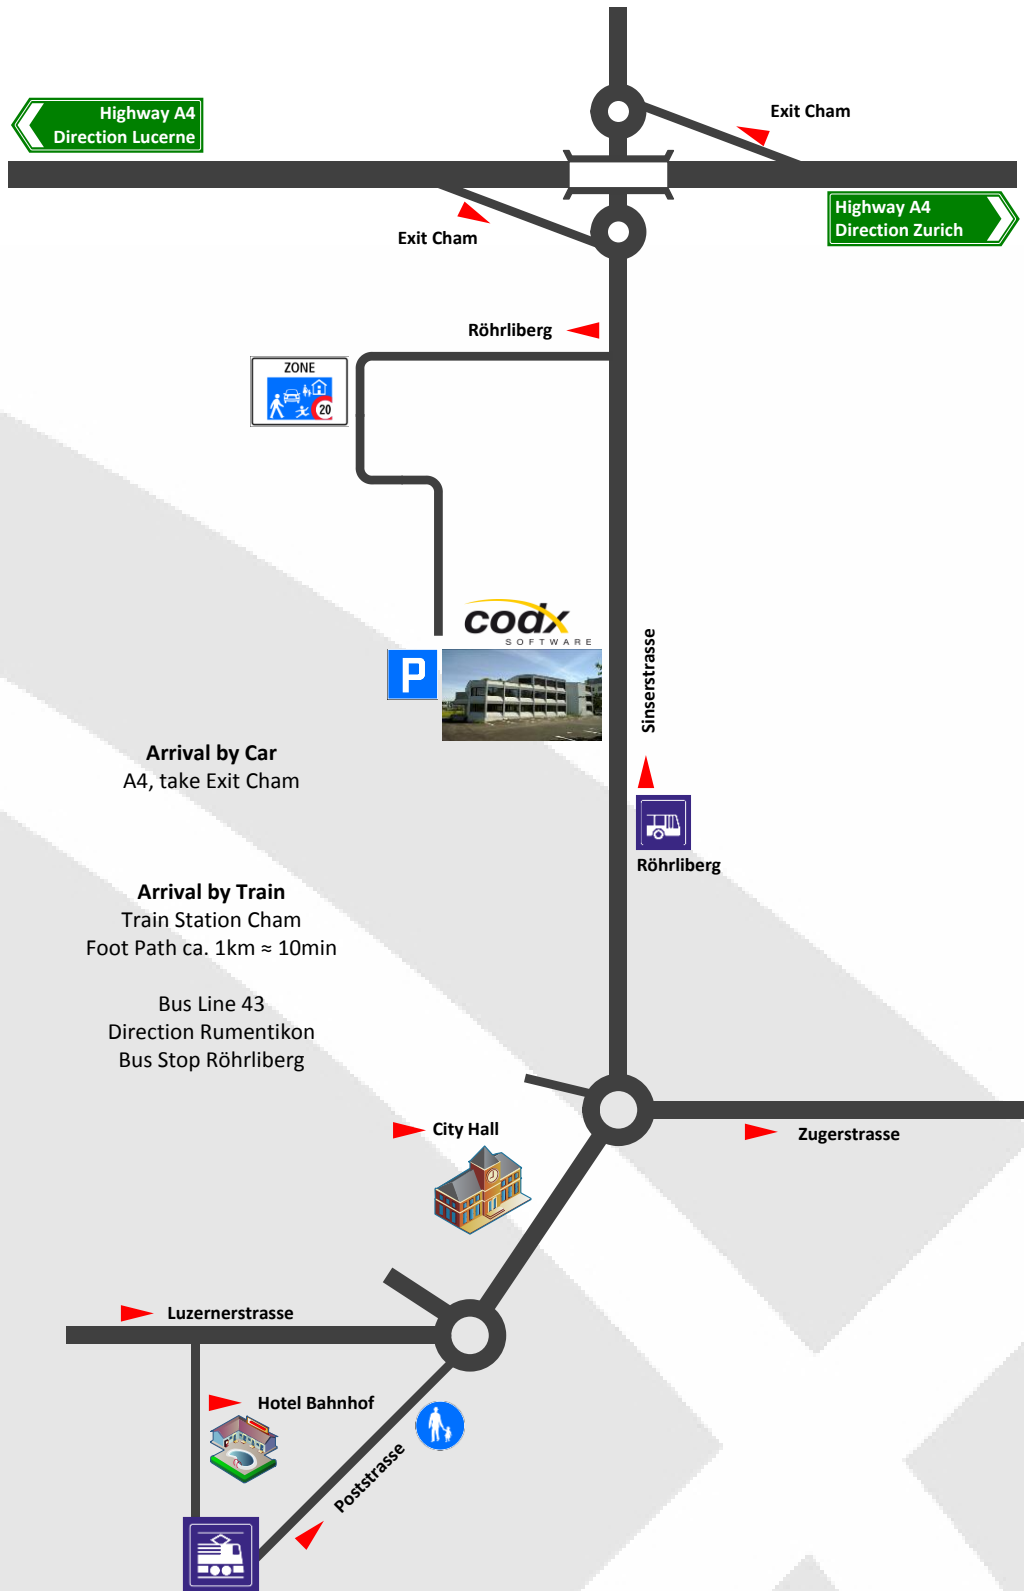 Highway A4
Direction Lucerne
Exit Cham
Highway A4
Direction Zurich
Exit Cham
Röhrliberg
ZONE
20
codx
SOFTWARE
P
Sinserstrasse
Arrival by Car
A4, take Exit Cham
Röhrliberg
Arrival by Train
Train Station Cham
Foot Path ca. 1km ≈ 10min
Bus Line 43
Direction Rumentikon
Bus Stop Röhrliberg
City Hall
Zugerstrasse
Luzernerstrasse
Hotel Bahnhof
Poststrasse